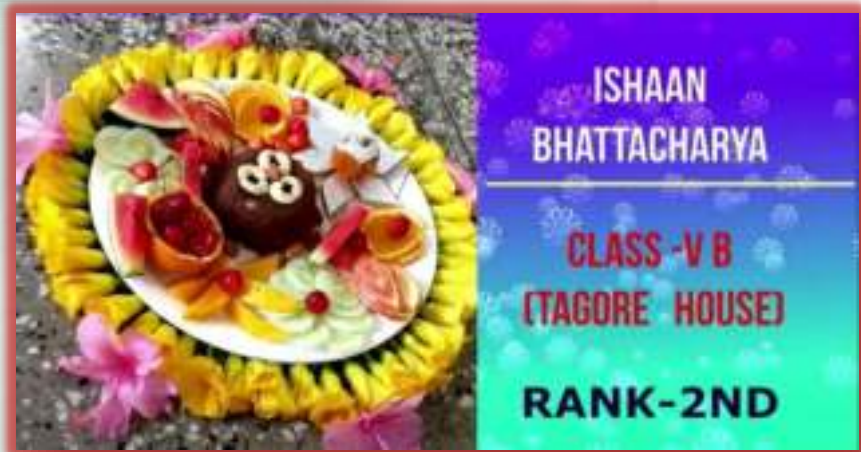 ISHAAN
BHATTACHARYA
CLASS -V B
(TAGORE HOUSE)
RANK-2ND